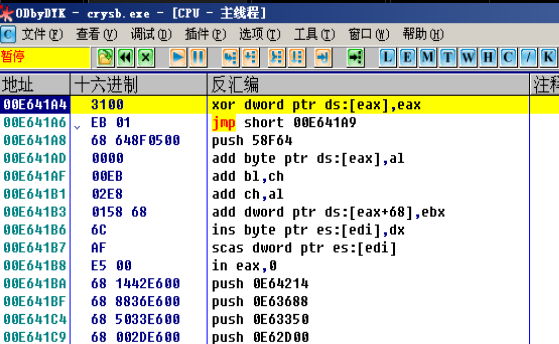 ODbyDYK - crysb.exe - [CPU - 主线程]
C 文件(F) 查看(V) 调试(D) 插件(P) 选项(T) 工具(T) 窗口(W) 帮助(H)
暂停 L E M T W H C / K
地址 十六进制 反汇编 注释
00E641A4 3100 xor dword ptr ds:[eax],eax
00E641A6 EB 01 jmp short 00E641A9
00E641A8 68 648F0500 push 58F64
00E641AD 0000 add byte ptr ds:[eax],al
00E641AF 00EB add bl,ch
00E641B1 02E8 add ch,al
00E641B3 0158 68 add dword ptr ds:[eax+68],ebx
00E641B6 6C ins byte ptr es:[edi],dx
00E641B7 AF scas dword ptr es:[edi]
00E641B8 E5 00 in eax,0
00E641BA 68 1442E600 push 0E64214
00E641BF 68 8836E600 push 0E63688
00E641C4 68 5033E600 push 0E63350
00E641C9 68 002DE600 push 0E62D00